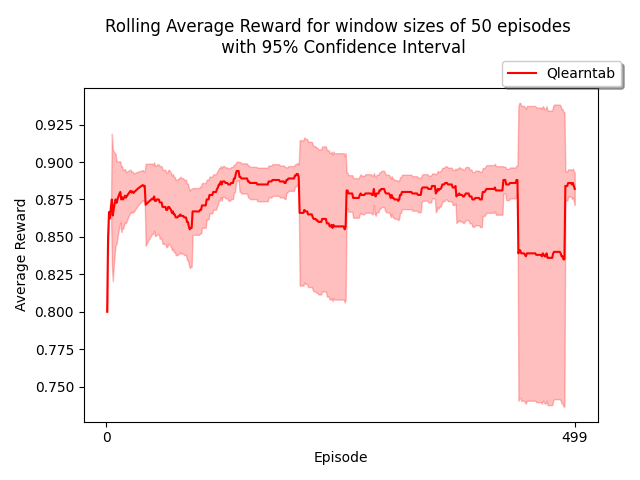 Rolling Average Reward for window sizes of 50 episodes
with 95% Confidence Interval
Qlearntab
0.925
0.900
0.875
0.850
0.825
0.800
0.775
0.750
Average Reward
0
499
Episode